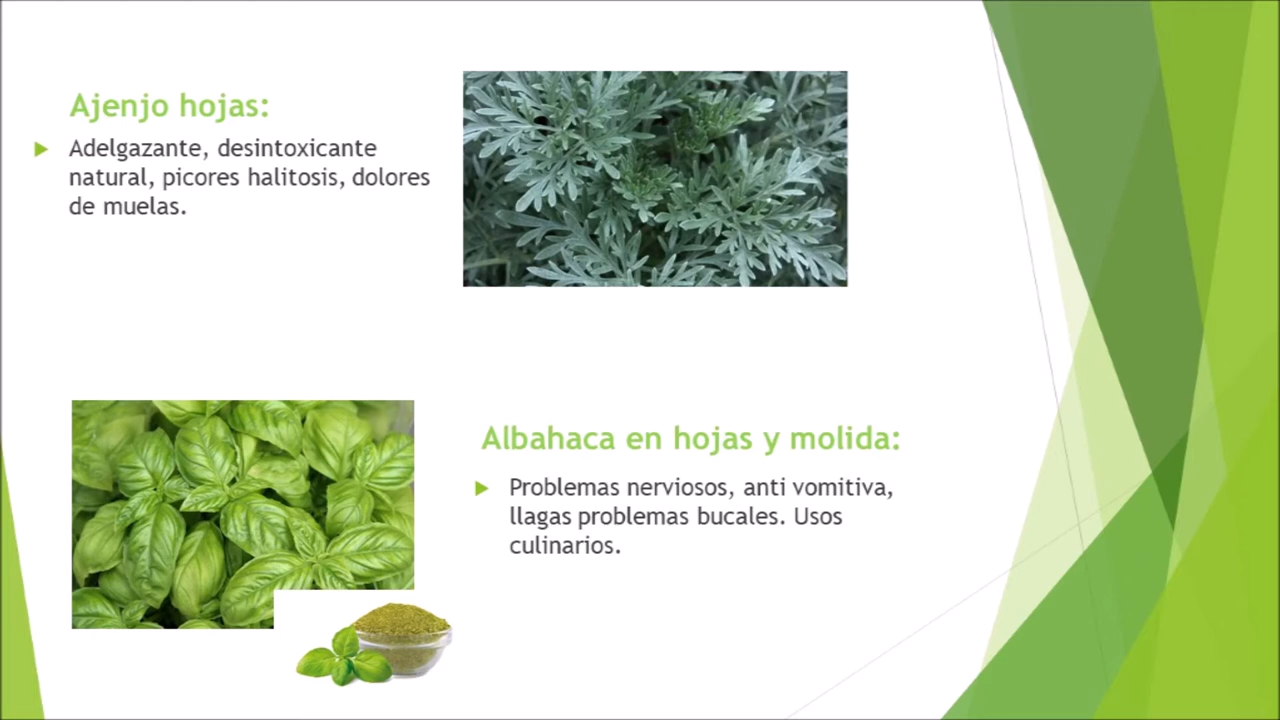 Ajenjo hojas:
Adelgazante, desintoxicante
natural, picores halitosis, dolores
de muelas.
Albahaca en hojas y molida:
Problemas nerviosos, anti vomitiva,
llagas problemas bucales. Usos
culinarios.